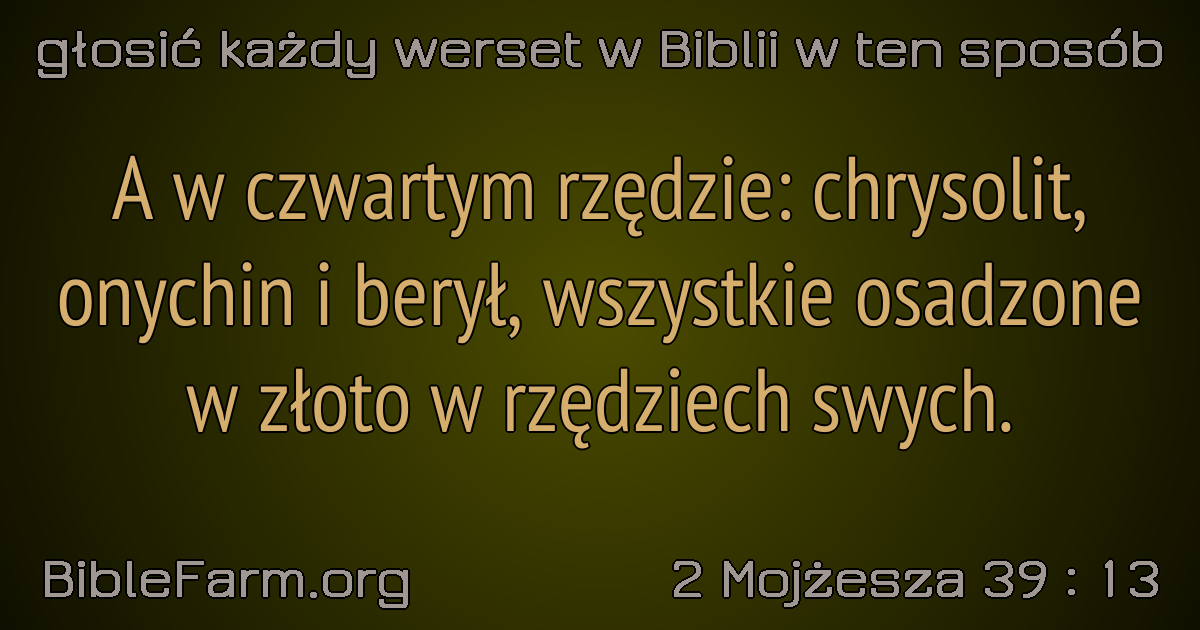 głosić każdy werset w Biblii w ten sposób
A w czwartym rzędzie: chrysolit,
onychin i berył, wszystkie osadzone
w złoto w rzędziech swych.
BibleFarm.org
2 Mojżesza 39 : 13